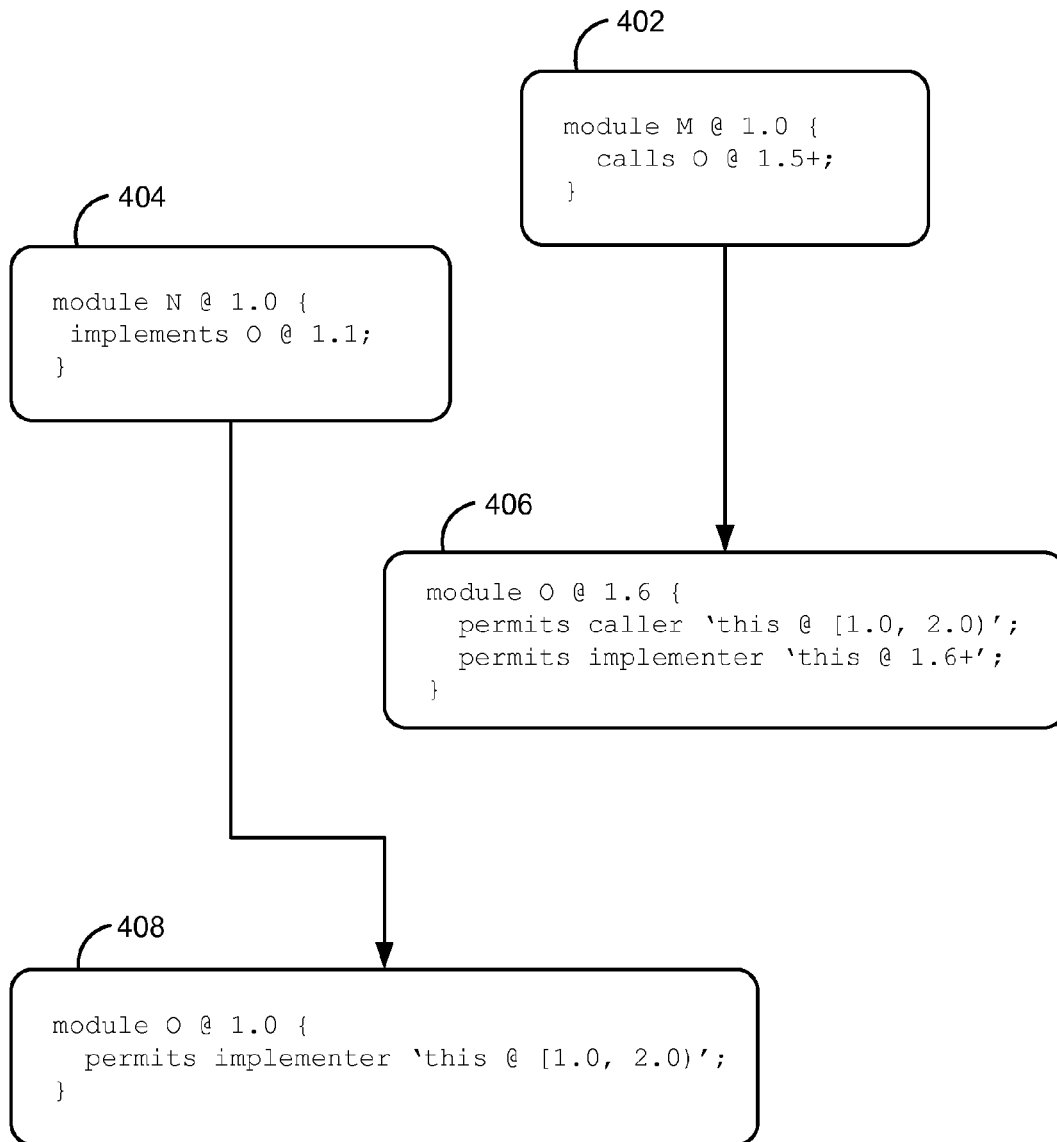 402
module M @ 1.0 {
calls O @ 1.5+;
}
404
module N @ 1.0 {
implements O @ 1.1;
}
406
module O @ 1.6 {
permits caller ‘this @ [1.0, 2.0)’;
permits implementer ‘this @ 1.6+’;
}
408
module O @ 1.0 {
permits implementer ‘this @ [1.0, 2.0)’;
}